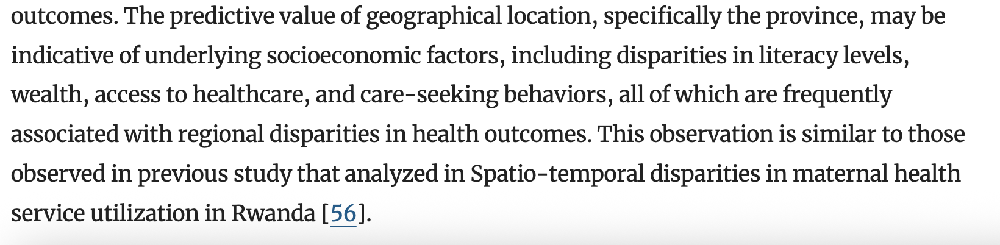 outcomes. The predictive value of geographical location, specifically the province, may be
indicative of underlying socioeconomic factors, including disparities in literacy levels,
wealth, access to healthcare, and care-seeking behaviors, all of which are frequently
associated with regional disparities in health outcomes. This observation is similar to those
observed in previous study that analyzed in Spatio-temporal disparities in maternal health
service utilization in Rwanda [56].